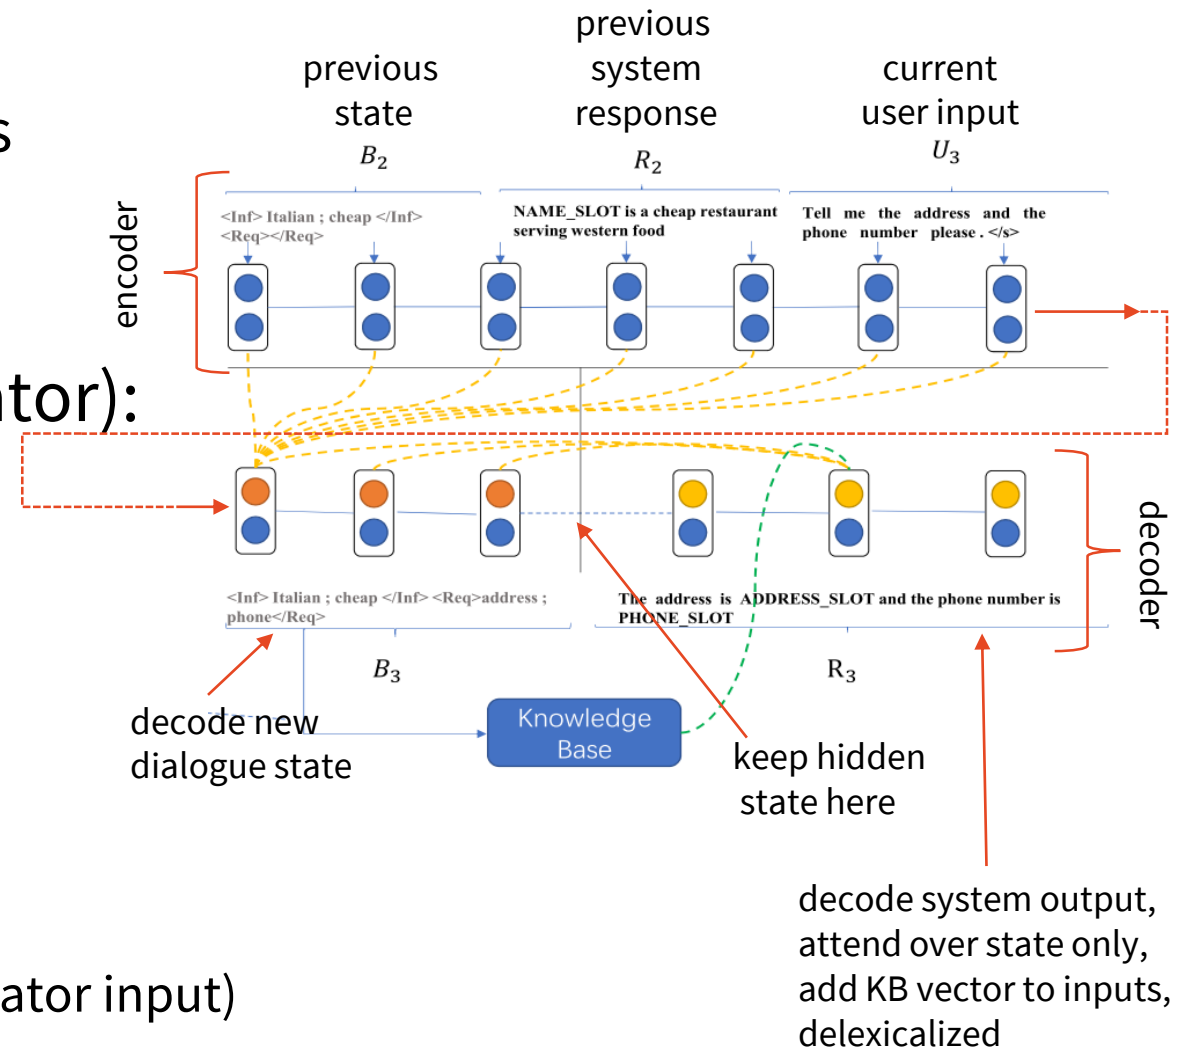 previous
state
previous
system
response
current
user input
s
B₂
R₂
U₃
encoder
<Inf> Italian ; cheap </Inf>
<Req></Req>
NAME_SLOT is a cheap restaurant
serving western food
Tell me the address and the
phone number please . </s>
ator):
decoder
<Inf> Italian ; cheap </Inf> <Req>address ;
phone</Req>
The address is ADDRESS_SLOT and the phone number is
PHONE_SLOT
B₃
R₃
decode new
dialogue state
Knowledge
Base
keep hidden
state here
decode system output,
attend over state only,
add KB vector to inputs,
delexicalized
ator input)